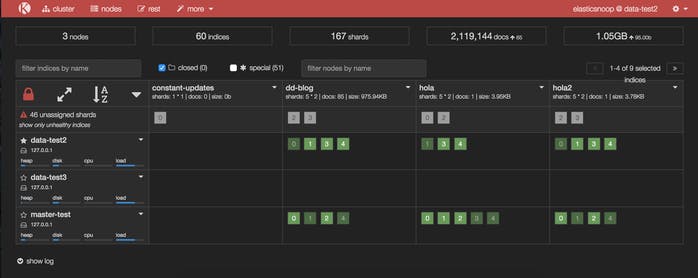 cluster nodes rest more elasticsnoop @ data-test2
3 nodes 60 indices 167 shards 2,119,144 docs 65 1.05GB 95.00b
filter indices by name closed (0) special (51) filter nodes by name 1-4 of 9 selected indices
constant-updates dd-blog hola hola2
shards: 1 * 1 | docs: 0 | size: 0b shards: 5 * 2 | docs: 85 | size: 975.94KB shards: 5 * 2 | docs: 1 | size: 3.95KB shards: 5 * 2 | docs: 1 | size: 3.78KB
46 unassigned shards 0 2 3 0 2 2 3
show only unhealthy indices
data-test2 0 1 3 4 1 3 4 0 1 3 4
127.0.0.1
heap disk cpu load
data-test3
127.0.0.1
heap disk cpu load
master-test 0 1 2 4 0 1 2 3 4 0 1 2 4
127.0.0.1
heap disk cpu load
show log